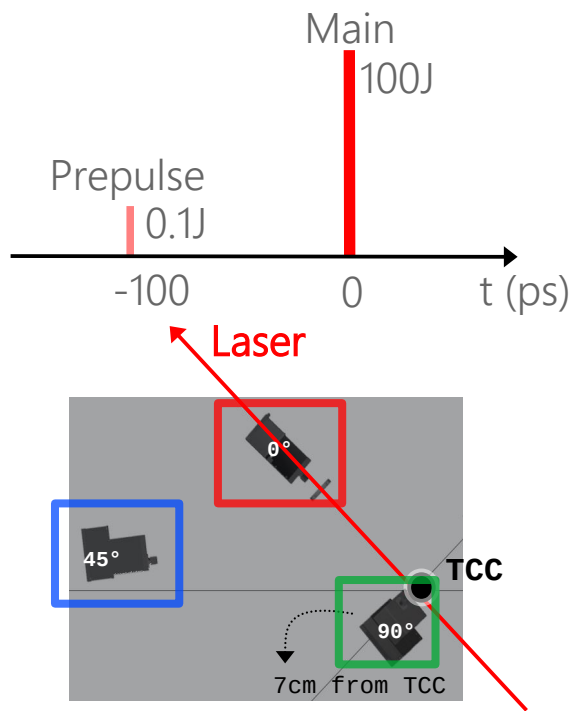 Main
100J
Prepulse
0.1J
-100
0
t (ps)
Laser
0°
45°
TCC
90°
7cm from TCC